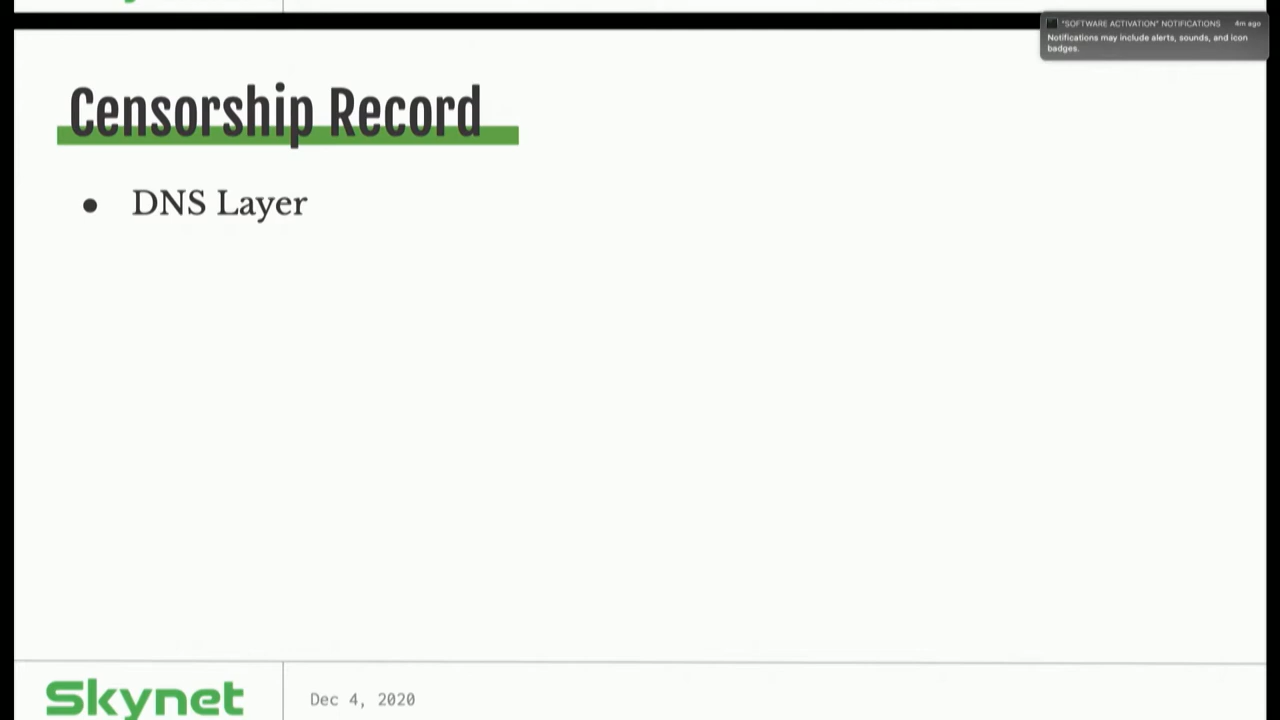 "SOFTWARE ACTIVATION" NOTIFICATIONS 4m ago
Notifications may include alerts, sounds, and icon
badges.
Censorship Record
● DNS Layer
Skynet
Dec 4, 2020